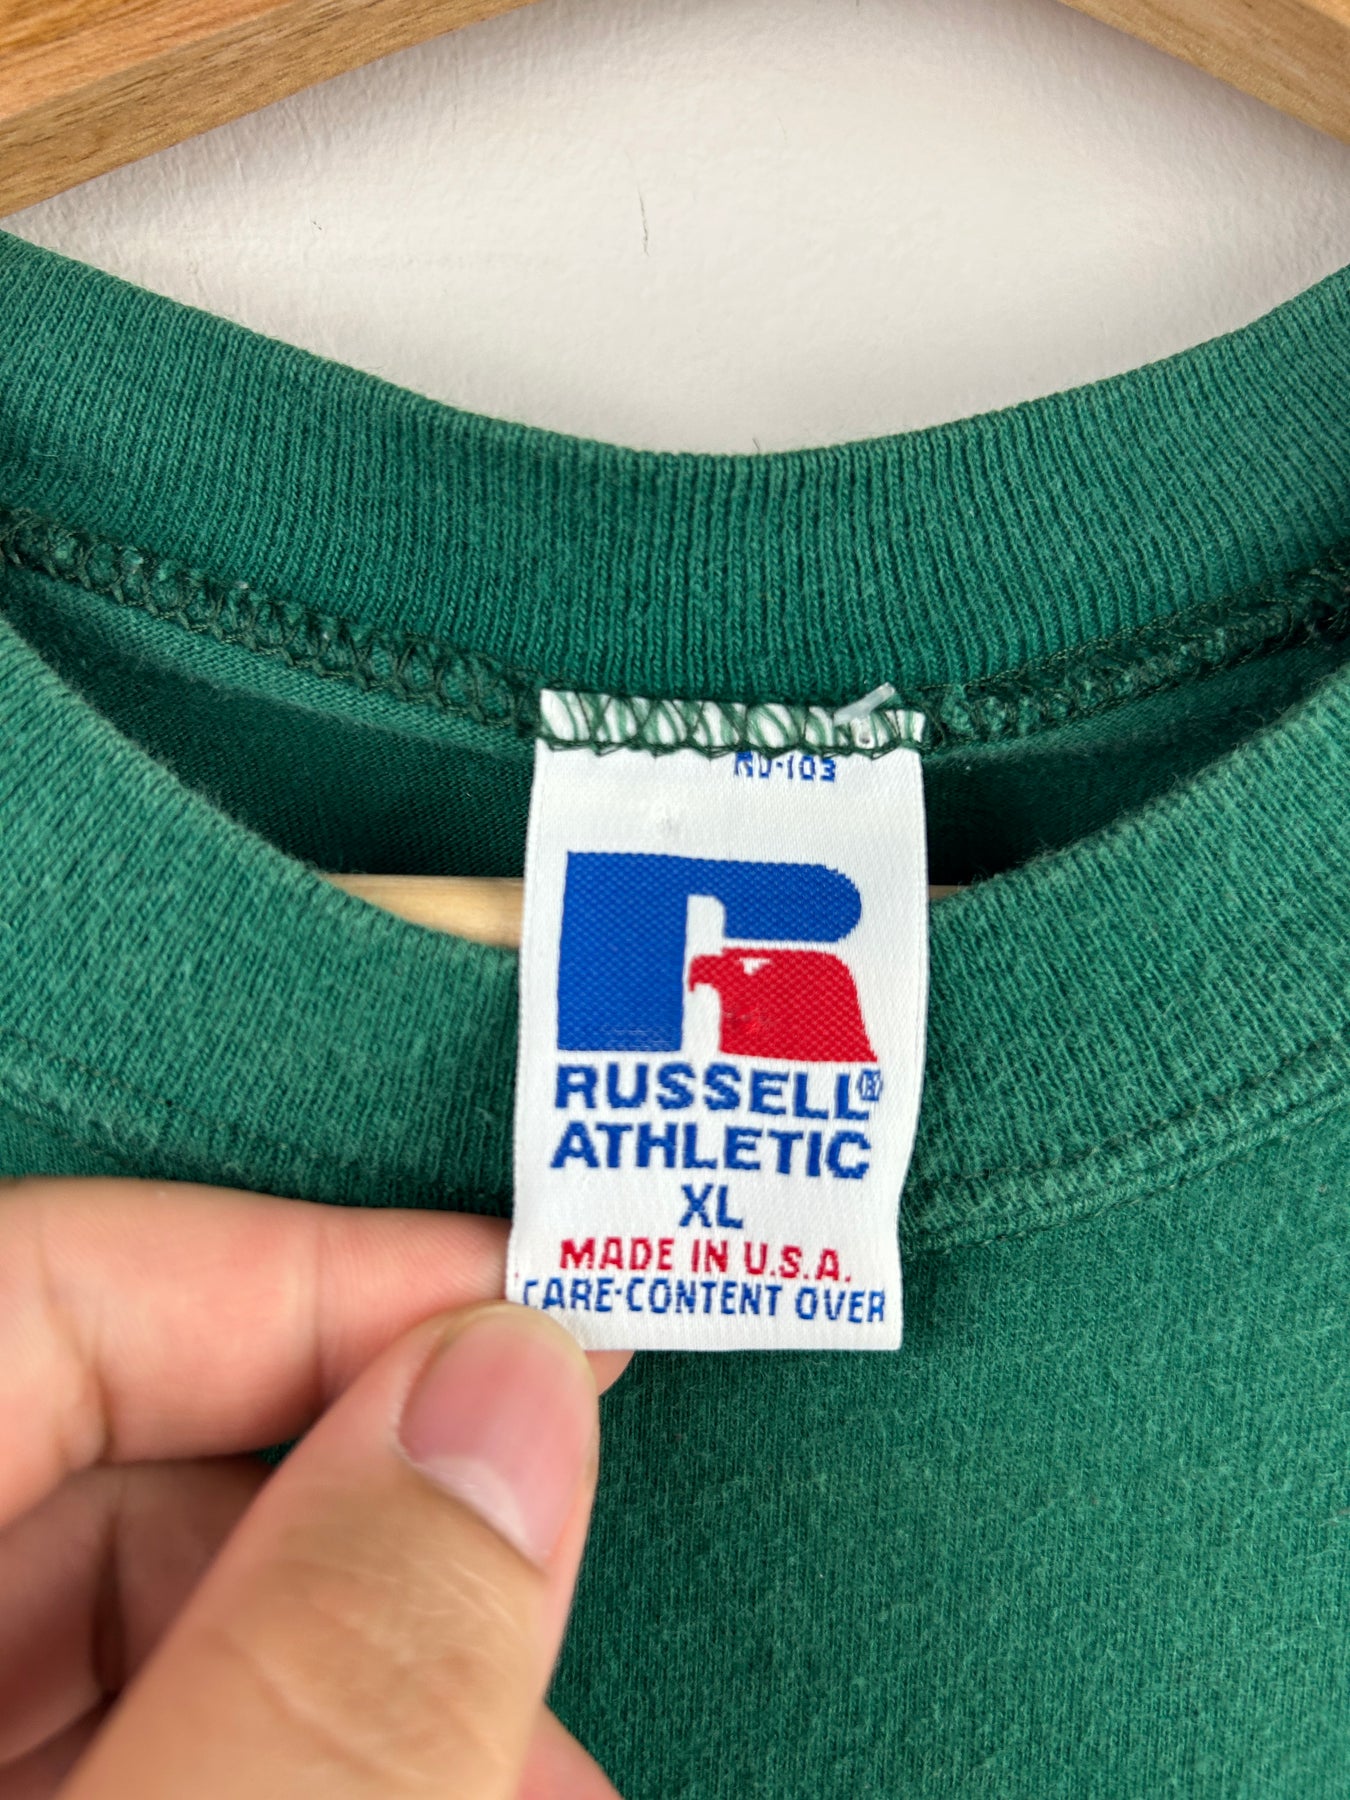 RUSSELL®
ATHLETIC
XL
MADE IN U.S.A.
CARE-CONTENT OVER